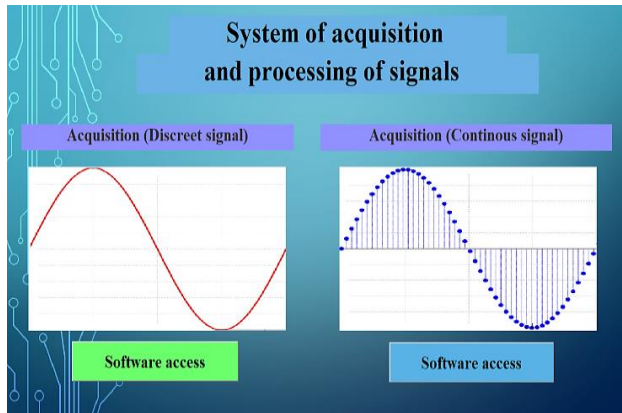 System of acquisition
and processing of signals
Acquisition (Discreet signal)
Acquisition (Continous signal)
Software access
Software access